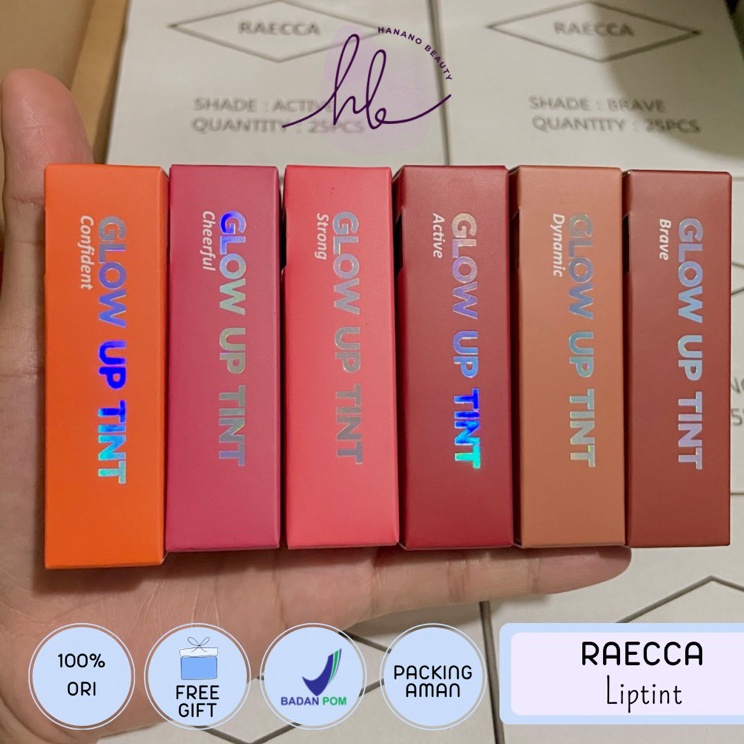 RAECCA
RAECCA
HANANO BEAUTY
hb
SHADE : ACTIVE
QUANTITY : 25PCS
SHADE : BRAVE
QUANTITY : 25PCS
GLOW UP TINT
Confident
GLOW UP TINT
Cheerful
GLOW UP TINT
Strong
GLOW UP TINT
Active
GLOW UP TINT
Dynamic
GLOW UP TINT
Brave
100%
ORI
FREE
GIFT
BADAN POM
PACKING
AMAN
RAECCA
Liptint